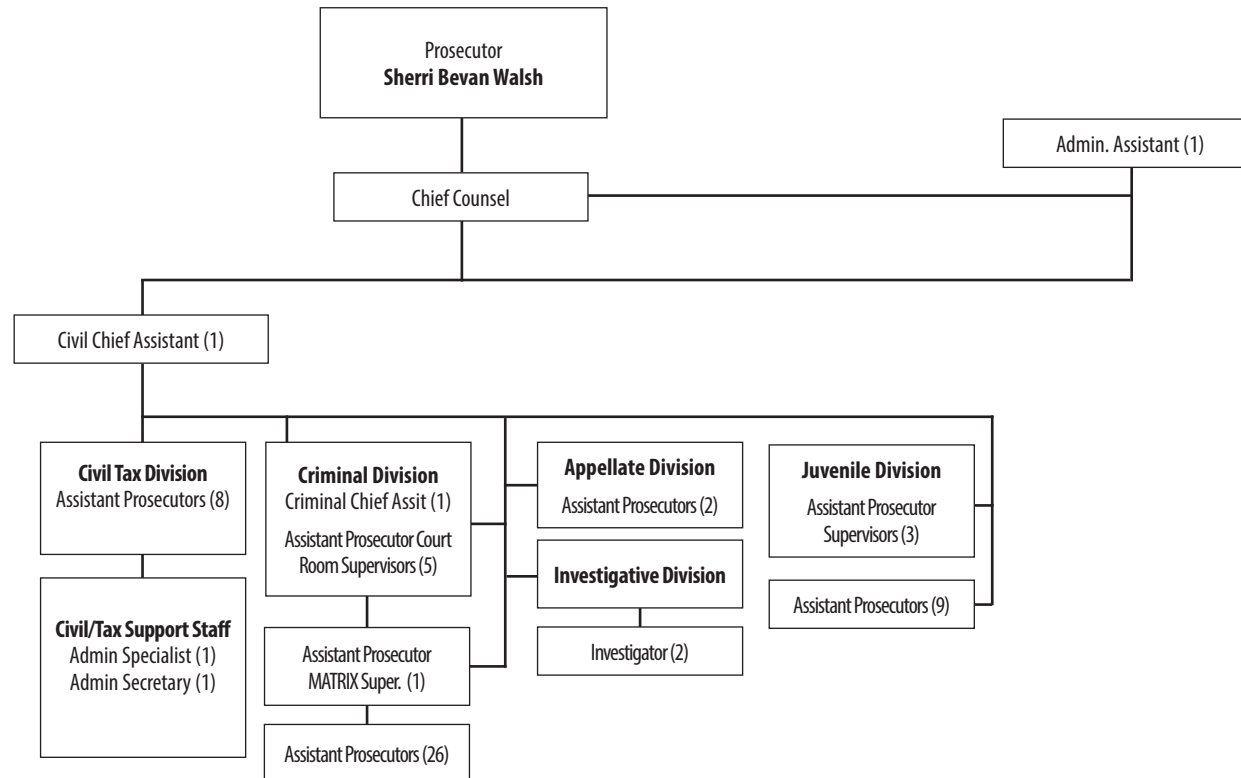 Prosecutor
Sherri Bevan Walsh
Admin. Assistant (1)
Chief Counsel
Civil Chief Assistant (1)
Civil Tax Division
Assistant Prosecutors (8)
Civil/Tax Support Staff
Admin Specialist (1)
Admin Secretary (1)
Criminal Division
Criminal Chief Assit (1)
Assistant Prosecutor Court
Room Supervisors (5)
Assistant Prosecutor
MATRIX Super. (1)
Assistant Prosecutors (26)
Appellate Division
Assistant Prosecutors (2)
Investigative Division
Investigator (2)
Juvenile Division
Assistant Prosecutor
Supervisors (3)
Assistant Prosecutors (9)